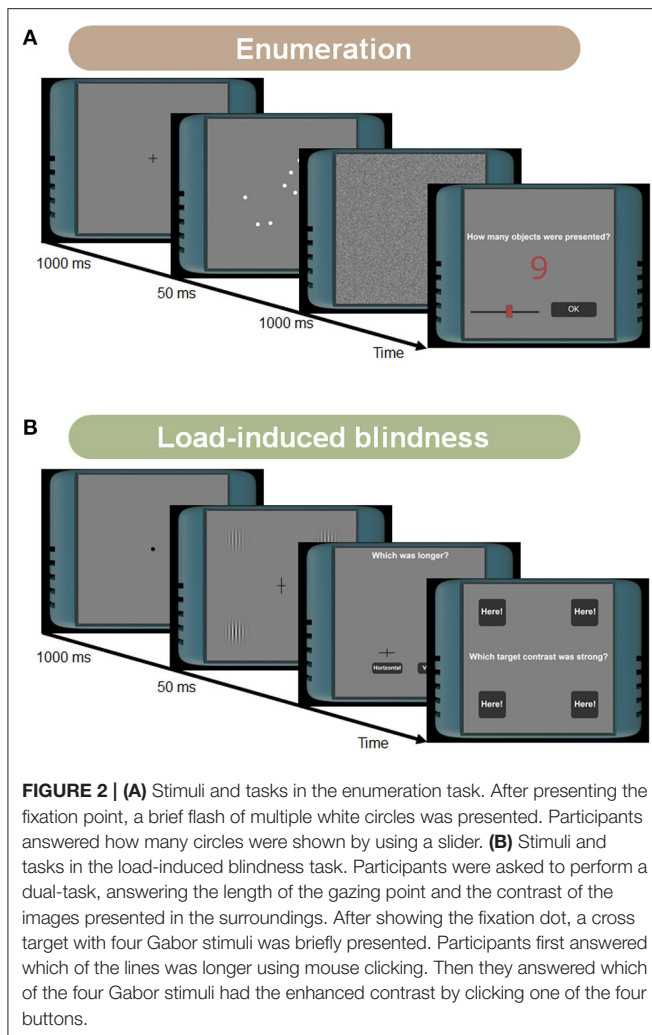 A
Enumeration
1000 ms
50 ms
1000 ms
How many objects were presented?
9
OK
Time
B
Load-induced blindness
1000 ms
50 ms
Which was longer?
Horizontal
Here! Here!
Which target contrast was strong?
Here! Here!
Time
FIGURE 2 | (A) Stimuli and tasks in the enumeration task. After presenting the
fixation point, a brief flash of multiple white circles was presented. Participants
answered how many circles were shown by using a slider. (B) Stimuli and
tasks in the load-induced blindness task. Participants were asked to perform a
dual-task, answering the length of the gazing point and the contrast of the
images presented in the surroundings. After showing the fixation dot, a cross
target with four Gabor stimuli was briefly presented. Participants first answered
which of the lines was longer using mouse clicking. Then they answered which
of the four Gabor stimuli had the enhanced contrast by clicking one of the four
buttons.